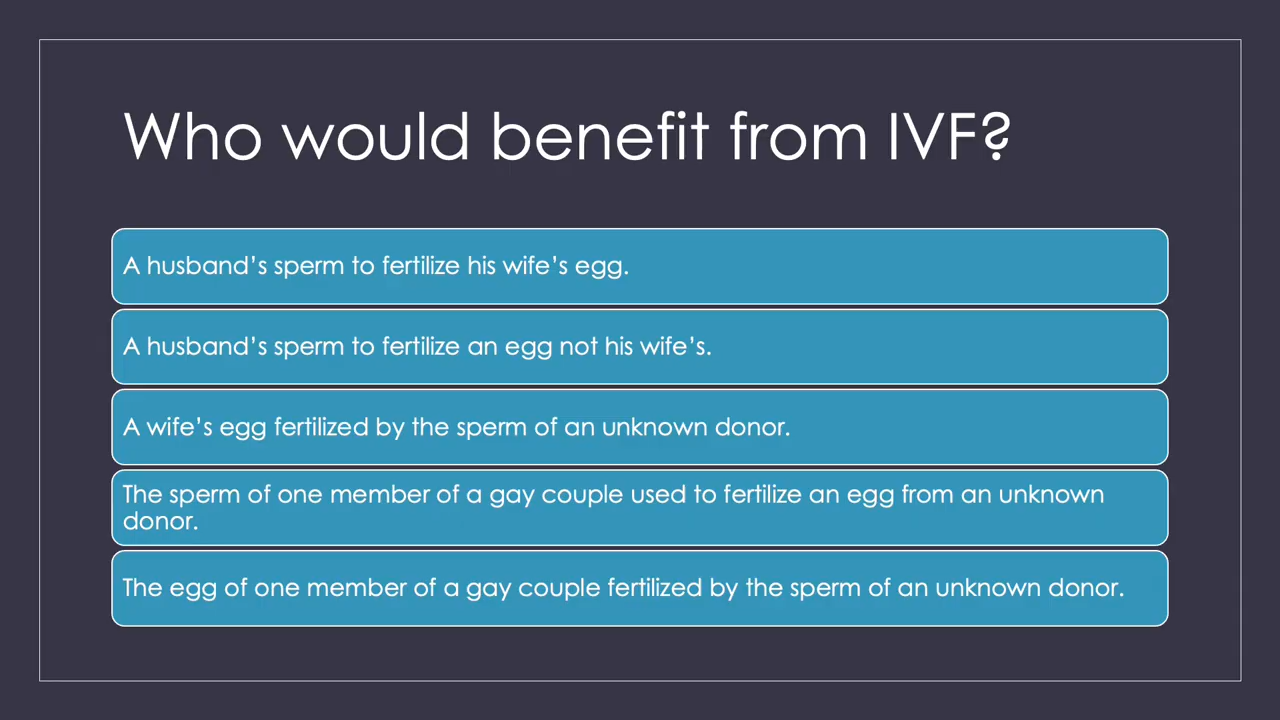 Who would benefit from IVF?
A husband’s sperm to fertilize his wife’s egg.
A husband’s sperm to fertilize an egg not his wife’s.
A wife’s egg fertilized by the sperm of an unknown donor.
The sperm of one member of a gay couple used to fertilize an egg from an unknown
donor.
The egg of one member of a gay couple fertilized by the sperm of an unknown donor.